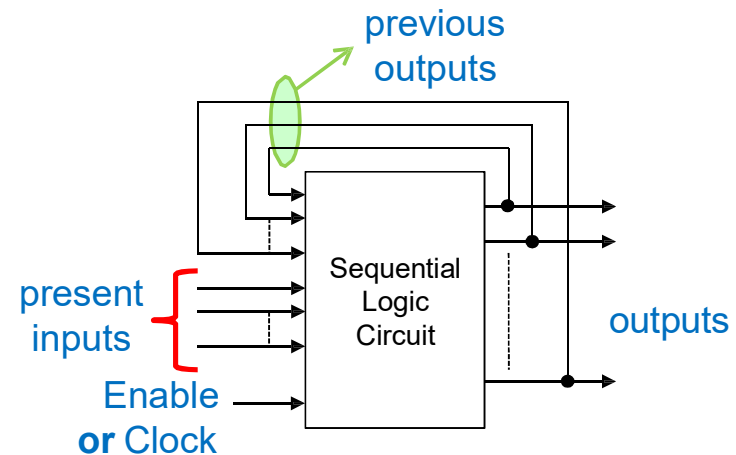 previous
outputs
Sequential
Logic
Circuit
present
inputs
outputs
Enable
or Clock